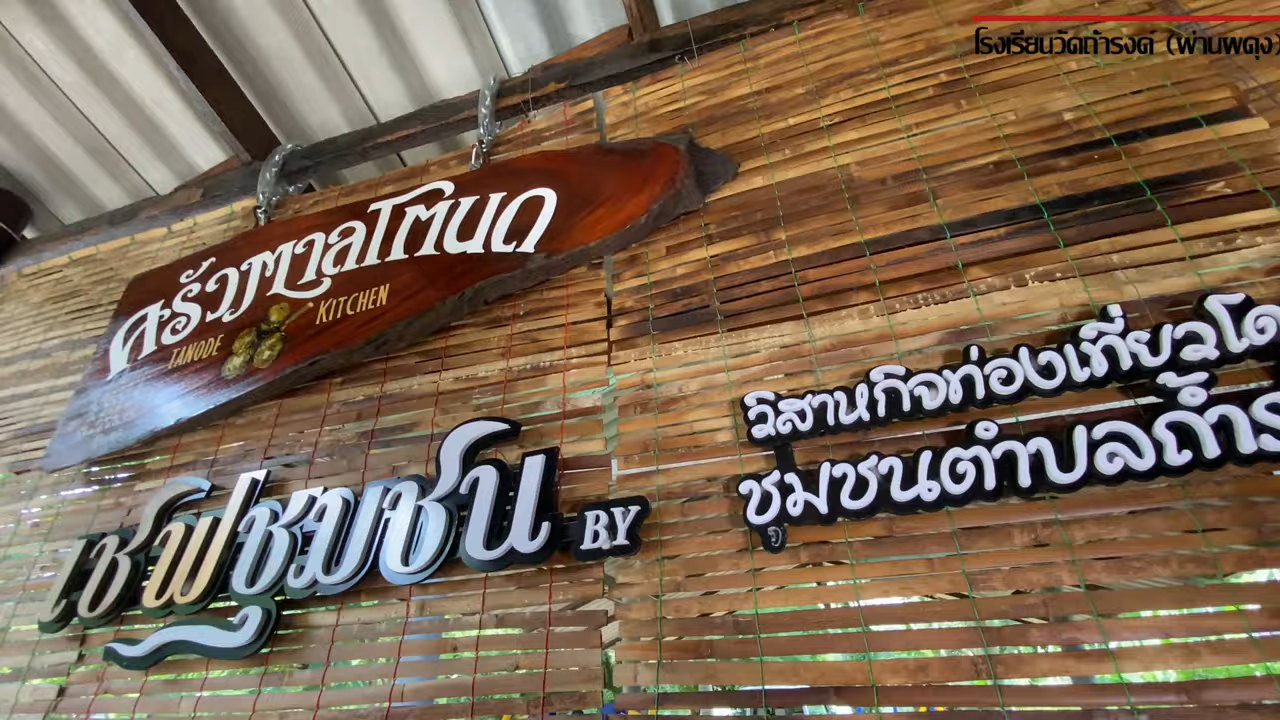 โรงเรียนวัดถ้ำรงค์ (ผ่านพดุง)
ครัวตาลโตนด
TANODE KITCHEN
เชฟชุมชน BY
วิสาหกิจท่องเที่ยวโด
ชุมชนตำบลถ้ำร